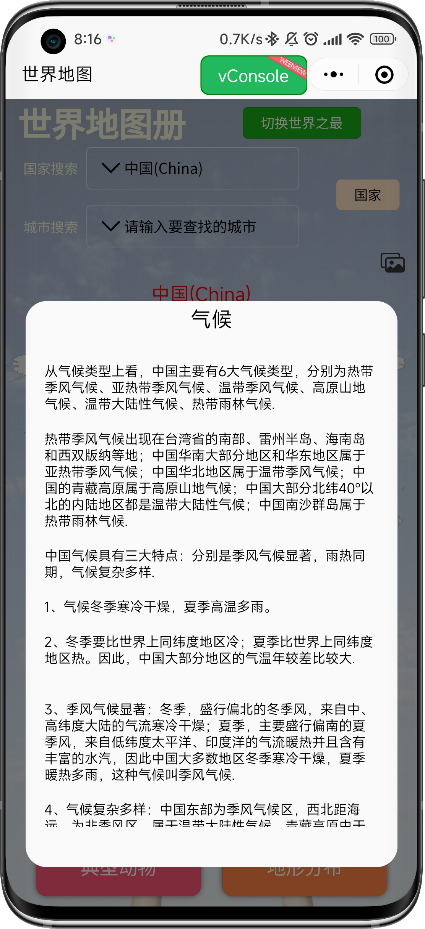 8:16
0.7K/s
100
世界地图
vConsole
WEBVIEW
世界地图册
切换世界之最
国家搜索
中国(China)
国家
城市搜索
请输入要查找的城市
中国(China)
气候
从气候类型上看，中国主要有6大气候类型，分别为热带
季风气候、亚热带季风气候、温带季风气候、高原山地
气候、温带大陆性气候、热带雨林气候.
热带季风气候出现在台湾省的南部、雷州半岛、海南岛
和西双版纳等地；中国华南大部分地区和华东地区属于
亚热带季风气候；中国华北地区属于温带季风气候；中
国的青藏高原属于高原山地气候；中国大部分北纬40°以
北的内陆地区都是温带大陆性气候；中国南沙群岛属于
热带雨林气候.
中国气候具有三大特点：分别是季风气候显著，雨热同
期，气候复杂多样.
1、气候冬季寒冷干燥，夏季高温多雨。
2、冬季要比世界上同纬度地区冷；夏季比世界上同纬度
地区热。因此，中国大部分地区的气温年较差比较大.
3、季风气候显著：冬季，盛行偏北的冬季风，来自中、
高纬度大陆的气流寒冷干燥；夏季，主要盛行偏南的夏
季风，来自低纬度太平洋、印度洋的气流暖热并且含有
丰富的水汽，因此中国大多数地区冬季寒冷干燥，夏季
暖热多雨，这种气候叫季风气候.
4、气候复杂多样：中国东部为季风气候区，西北距海
远，为非季风区，属于温带大陆性气候，青藏高原由于
典型动物
地形分布